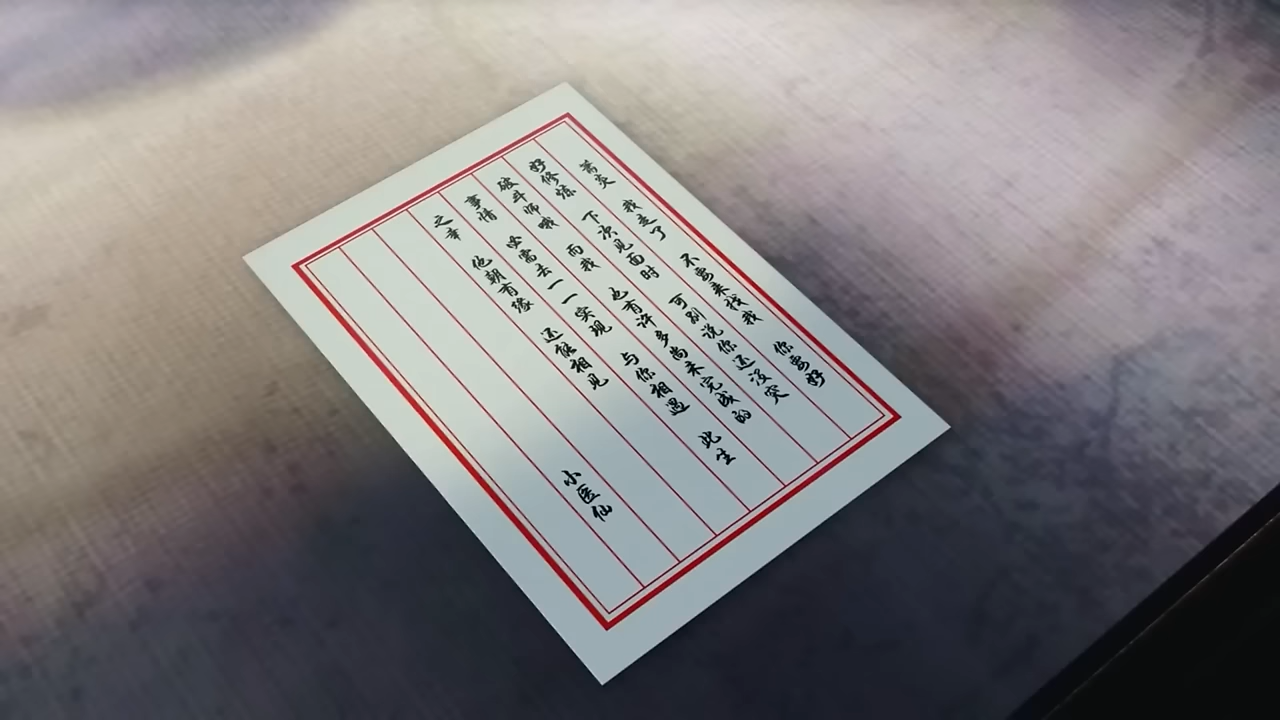 萧炎 我走了 不要来找我 你要好
好修炼 下次见面时 可别说你还没突
破斗师哦 而我 也有许多尚未完成的
事情 必需去一一实现 与你相遇 此生
之幸 他朝有缘 还能相见
小医仙